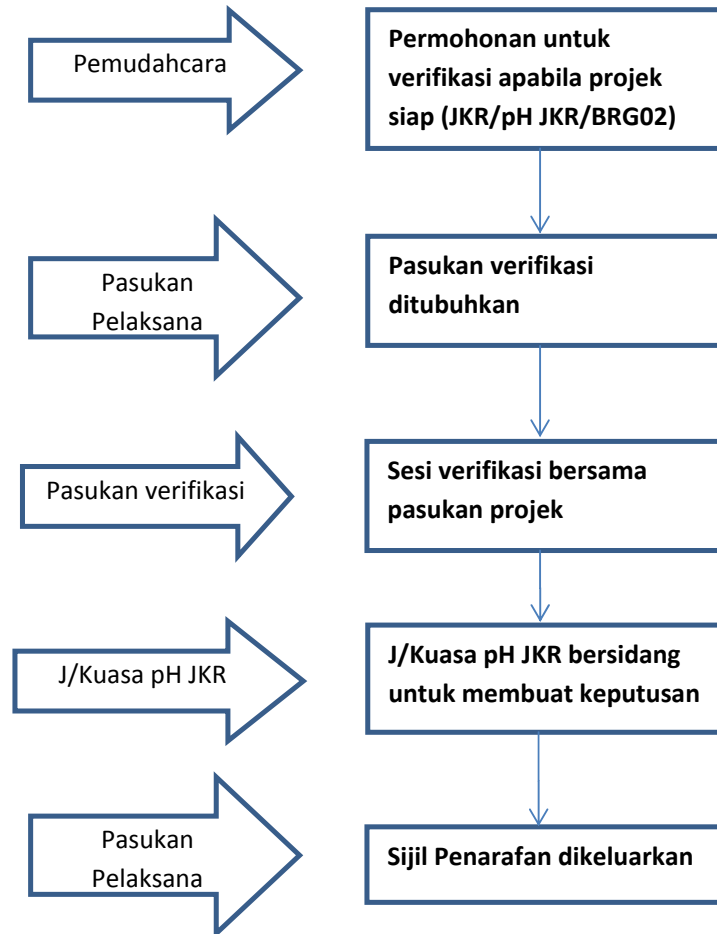 Pemudahcara
Permohonan untuk
verifikasi apabila projek
siap (JKR/pH JKR/BRG02)
Pasukan
Pelaksana
Pasukan verifikasi
ditubuhkan
Pasukan verifikasi
Sesi verifikasi bersama
pasukan projek
J/Kuasa pH JKR
J/Kuasa pH JKR bersidang
untuk membuat keputusan
Pasukan
Pelaksana
Sijil Penarafan dikeluarkan